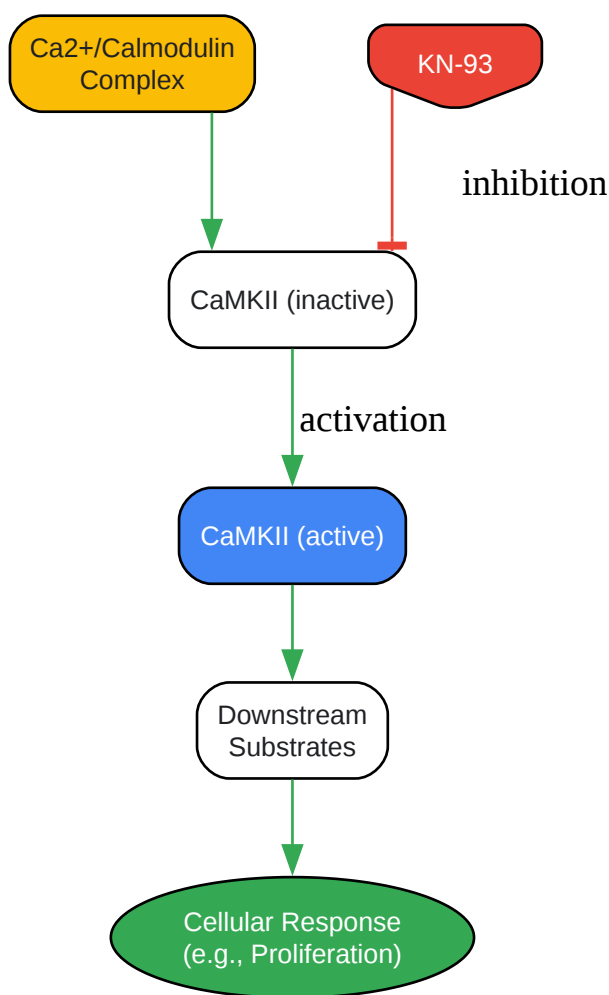 Ca2+/Calmodulin
Complex
KN-93
inhibition
CaMKII (inactive)
activation
CaMKII (active)
Downstream
Substrates
Cellular Response
(e.g., Proliferation)